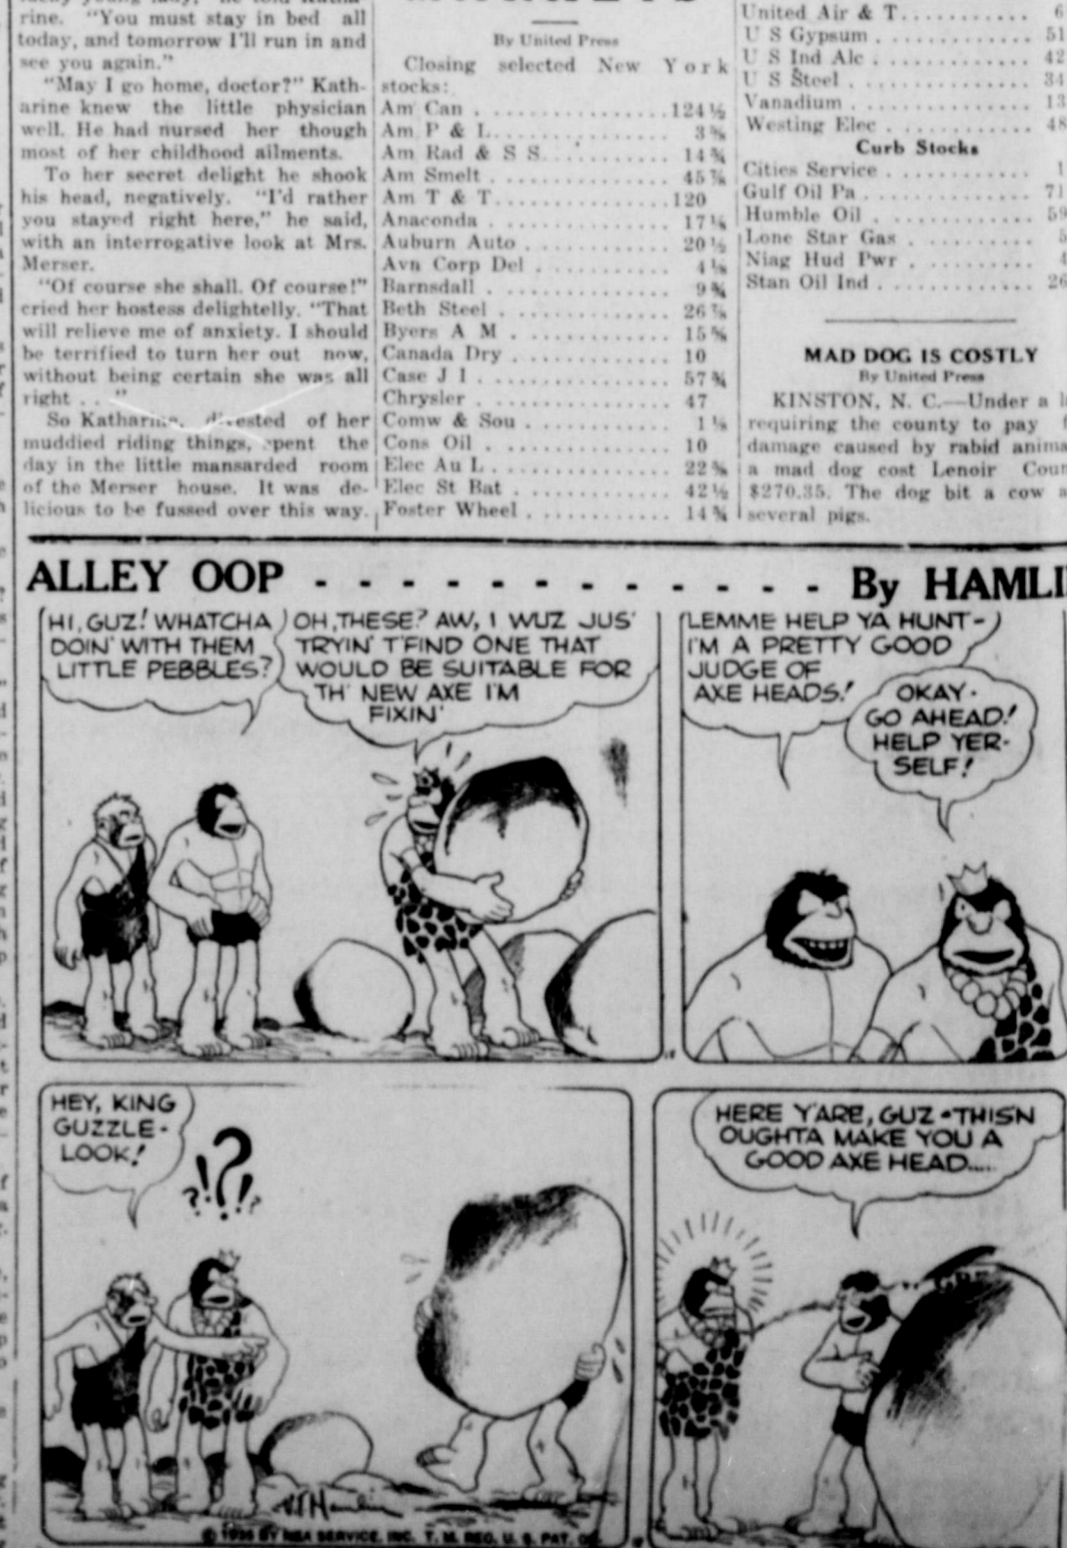 rine. "You must stay in bed all
today, and tomorrow I'll run in and
see you again."
"May I go home, doctor?" Kath-
arine knew the little physician
well. He had nursed her though
most of her childhood ailments.
To her secret delight he shook
his head, negatively. "I'd rather
you stayed right here," he said,
with an interrogative look at Mrs.
Merser.
"Of course she shall. Of course!"
cried her hostess delightelly. "That
will relieve me of anxiety. I should
be terrified to turn her out now,
without being certain she was all
right . . "
So Katharine, divested of her
muddied riding things, spent the
day in the little mansarded room
of the Merser house. It was de-
licious to be fussed over this way.
By United Press
Closing selected New York
stocks:
Am Can . . . . . . . . . . . . . 124½
Am P & L. . . . . . . . . . . . . 3⅜
Am Rad & S S. . . . . . . . . . . 14¾
Am Smelt . . . . . . . . . . . . . 45⅞
Am T & T. . . . . . . . . . . . . 120
Anaconda . . . . . . . . . . . . . 17¼
Auburn Auto . . . . . . . . . . . 20½
Avn Corp Del . . . . . . . . . . . 4⅛
Barnsdall . . . . . . . . . . . . . 9¾
Beth Steel . . . . . . . . . . . . . 26⅞
Byers A M . . . . . . . . . . . . . 15⅝
Canada Dry . . . . . . . . . . . . 10
Case J I . . . . . . . . . . . . . . 57¾
Chrysler . . . . . . . . . . . . . . 47
Comw & Sou . . . . . . . . . . . 1⅛
Cons Oil . . . . . . . . . . . . . 10
Elec Au L . . . . . . . . . . . . . 22⅝
Elec St Bat . . . . . . . . . . . . 42½
Foster Wheel . . . . . . . . . . . 14¾
United Air & T. . . . . . . . . . . 6
U S Gypsum . . . . . . . . . . . . 51
U S Ind Alc . . . . . . . . . . . . 42
U S Steel . . . . . . . . . . . . . 34
Vanadium . . . . . . . . . . . . . 13
Westing Elec . . . . . . . . . . . 48
Curb Stocks
Cities Service . . . . . . . . . . . 1
Gulf Oil Pa . . . . . . . . . . . . 71
Humble Oil . . . . . . . . . . . . 59
Lone Star Gas . . . . . . . . . . 5
Niag Hud Pwr . . . . . . . . . . 4
Stan Oil Ind . . . . . . . . . . . . 26
MAD DOG IS COSTLY
By United Press
KINSTON, N. C.—Under a
requiring the county to pay
damage caused by rabid
a mad dog cost Lenoir
$270.35. The dog bit a cow
several pigs.
ALLEY OOP - - - - - - - - - - - - By HAMLI
HI, GUZ! WHATCHA
DOIN' WITH THEM
LITTLE PEBBLES?
OH, THESE? AW, I WUZ JUS'
TRYIN' T'FIND ONE THAT
WOULD BE SUITABLE FOR
TH' NEW AXE I'M
FIXIN'
LEMME HELP YA HUNT-
I'M A PRETTY GOOD
JUDGE OF
AXE HEADS!
OKAY-
GO AHEAD!
HELP YER-
SELF!
HEY, KING
GUZZLE-
LOOK!
?!?!?
HERE Y'ARE, GUZ - THIS'N
OUGHTA MAKE YOU A
GOOD AXE HEAD.....
V.T. Hamlin
BY NEA SERVICE, INC. T. M. REG. U. S. PAT.